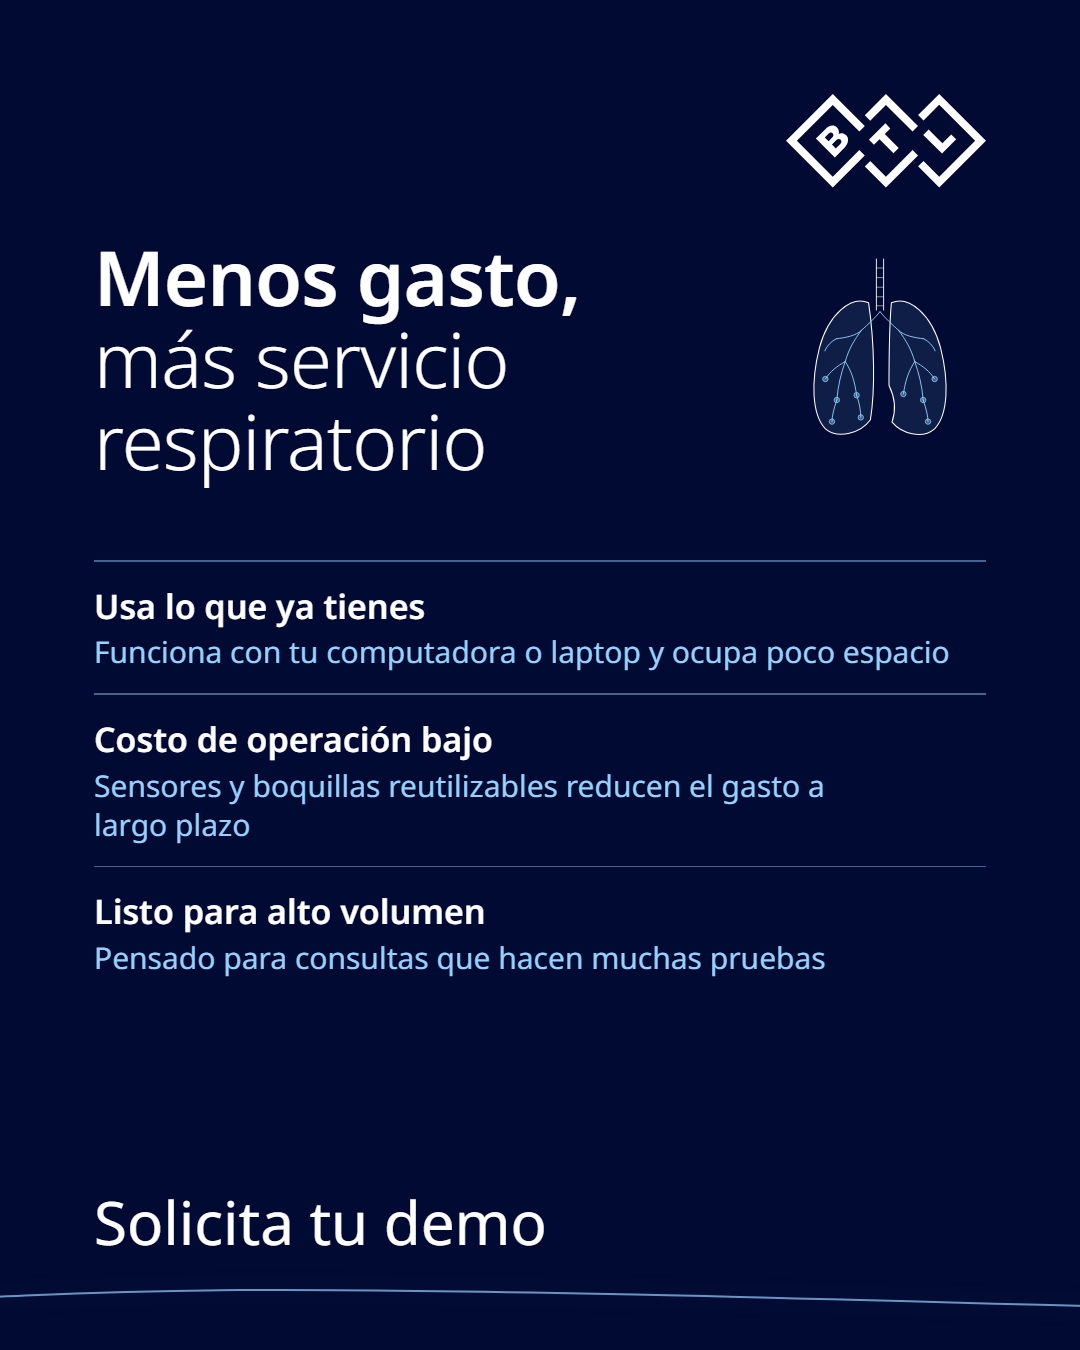 BTL
Menos gasto,
más servicio
respiratorio
Usa lo que ya tienes
Funciona con tu computadora o laptop y ocupa poco espacio
Costo de operación bajo
Sensores y boquillas reutilizables reducen el gasto a
largo plazo
Listo para alto volumen
Pensado para consultas que hacen muchas pruebas
Solicita tu demo